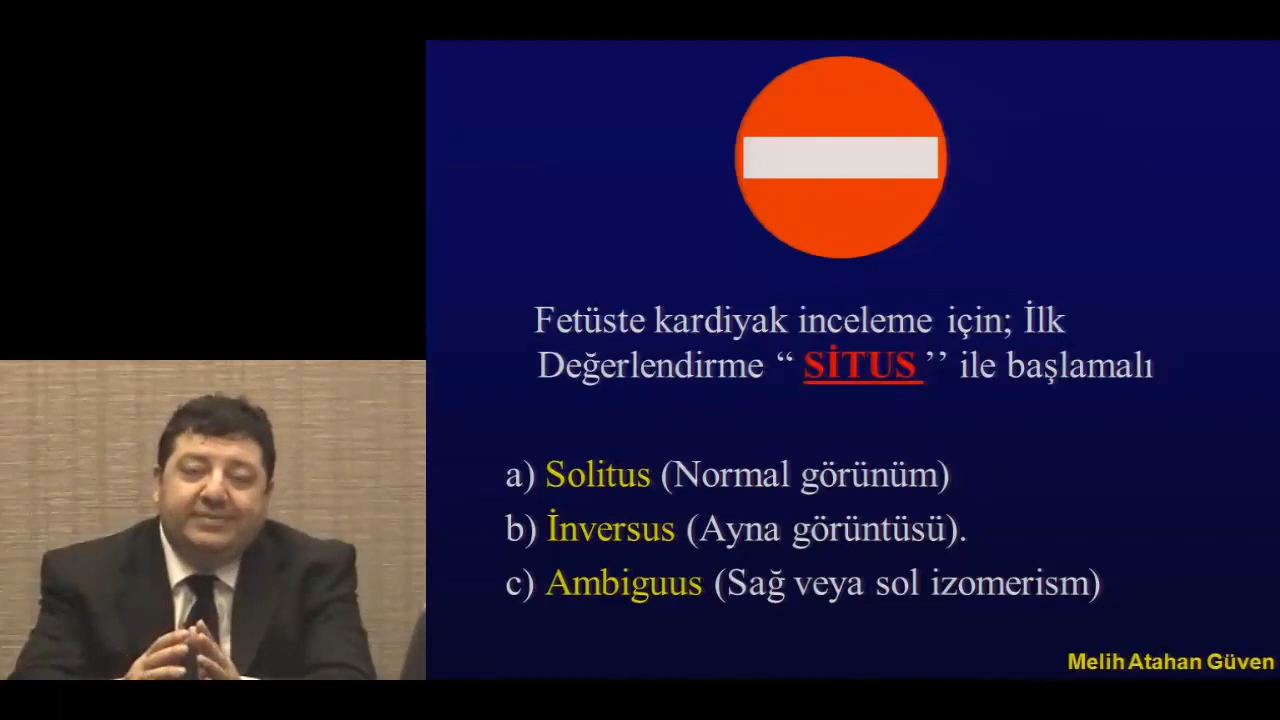 Fetüste kardiyak inceleme için; İlk
Değerlendirme “ SİTUS ’’ ile başlamalı
a) Solitus (Normal görünüm)
b) İnversus (Ayna görüntüsü).
c) Ambiguus (Sağ veya sol izomerism)
Melih Atahan Güven